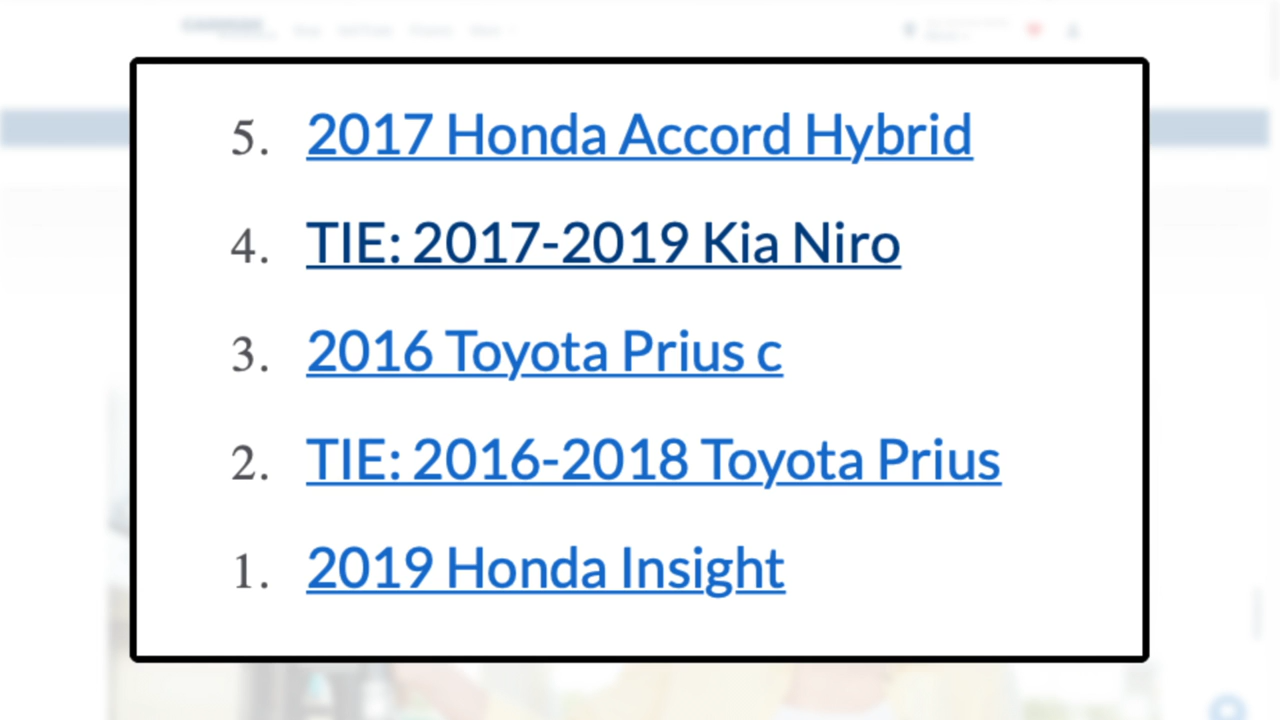 5. 2017 Honda Accord Hybrid
4. TIE: 2017-2019 Kia Niro
3. 2016 Toyota Prius c
2. TIE: 2016-2018 Toyota Prius
1. 2019 Honda Insight